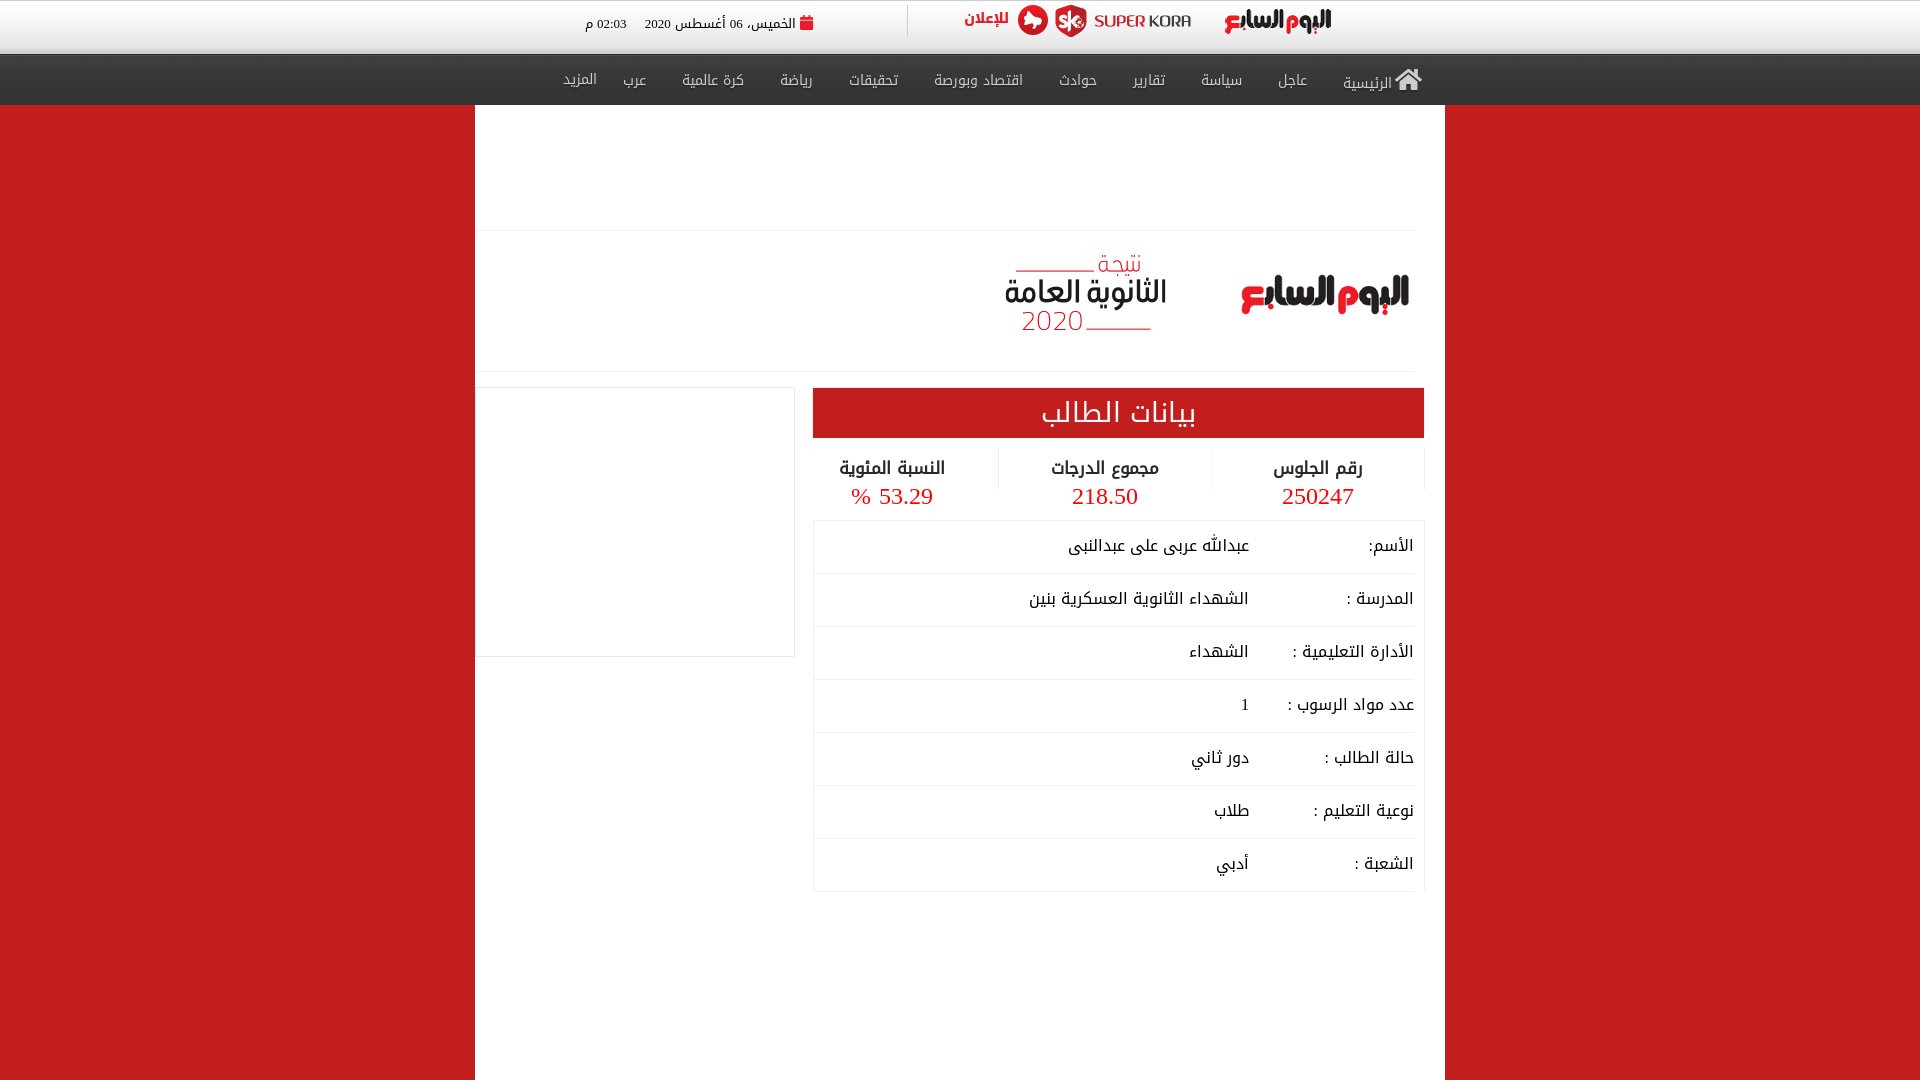 اليوم السابع
SUPER KORA
sk
للإعلان
الخميس، 06 أغسطس 2020 02:03 م
الرئيسية عاجل سياسة تقارير حوادث اقتصاد وبورصة تحقيقات رياضة كرة عالمية عرب المزيد
اليوم السابع
نتيجة
الثانوية العامة
2020
بيانات الطالب
رقم الجلوس مجموع الدرجات النسبة المئوية
250247 218.50 53.29 %
الأسم: عبدالله عربى على عبدالنبى
المدرسة : الشهداء الثانوية العسكرية بنين
الأدارة التعليمية : الشهداء
عدد مواد الرسوب : 1
حالة الطالب : دور ثاني
نوعية التعليم : طلاب
الشعبة : أدبي